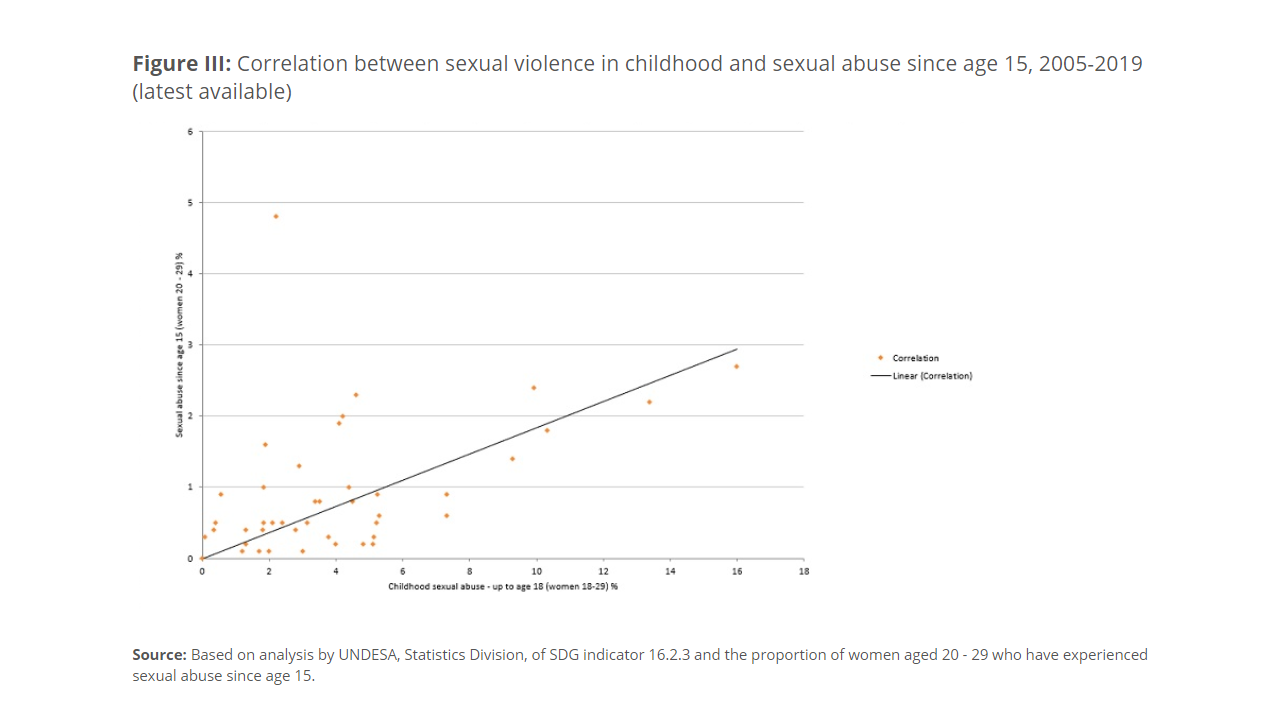 Figure III: Correlation between sexual violence in childhood and sexual abuse since age 15, 2005-2019
(latest available)
6
5
4
3
2
1
0
Sexual abuse since age 15 (women 20 - 29) %
0 2 4 6 8 10 12 14 16 18
Childhood sexual abuse - up to age 18 (women 18-29) %
Correlation
Linear (Correlation)
Source: Based on analysis by UNDESA, Statistics Division, of SDG indicator 16.2.3 and the proportion of women aged 20 - 29 who have experienced
sexual abuse since age 15.